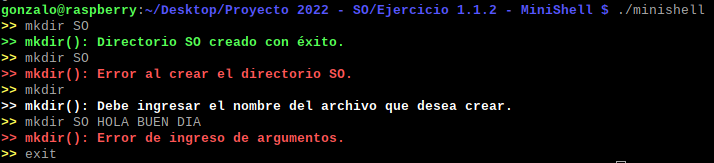 gonzalo@raspberry:~/Desktop/Proyecto 2022 - SO/Ejercicio 1.1.2 - MiniShell $ ./minishell
>> mkdir SO
>> mkdir(): Directorio SO creado con éxito.
>> mkdir SO
>> mkdir(): Error al crear el directorio SO.
>> mkdir
>> mkdir(): Debe ingresar el nombre del archivo que desea crear.
>> mkdir SO HOLA BUEN DIA
>> mkdir(): Error de ingreso de argumentos.
>> exit